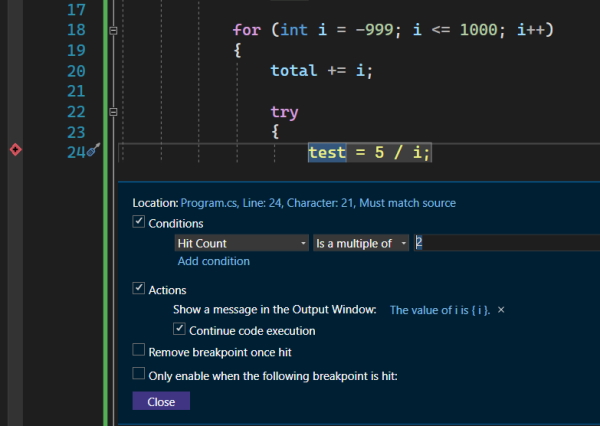 17
18 for (int i = -999; i <= 1000; i++)
19 {
20 total += i;
21
22 try
23 {
24 test = 5 / i;
Location: Program.cs, Line: 24, Character: 21, Must match source
Conditions
Hit Count Is a multiple of 2
Add condition
Actions
Show a message in the Output Window: The value of i is { i }. ×
Continue code execution
Remove breakpoint once hit
Only enable when the following breakpoint is hit:
Close